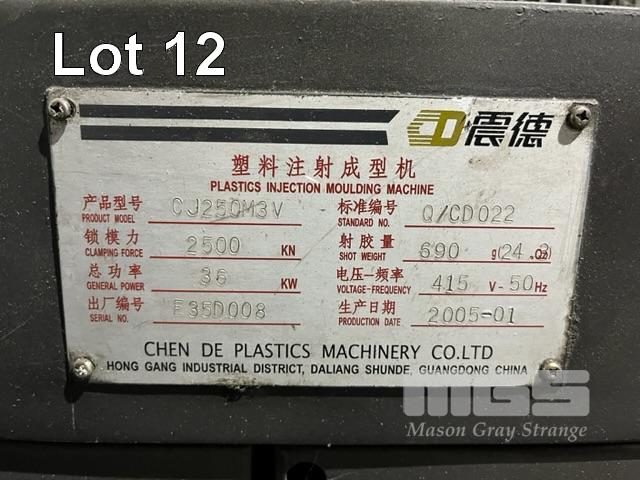 Lot 12
CD震德
塑料注射成型机
PLASTICS INJECTION MOULDING MACHINE
产品型号 PRODUCT MODEL CJ250M3V 标准编号 STANDARD NO. Q/CD022
锁模力 CLAMPING FORCE 2500 KN 射胶量 SHOT WEIGHT 690 g(24.3 Oz)
总功率 GENERAL POWER 36 KW 电压-频率 VOLTAGE-FREQUENCY 415 V-50Hz
出厂编号 SERIAL NO. E35D008 生产日期 PRODUCTION DATE 2005-01
CHEN DE PLASTICS MACHINERY CO.LTD
HONG GANG INDUSTRIAL DISTRICT, DALIANG SHUNDE, GUANGDONG CHINA
MGS
Mason Gray Strange